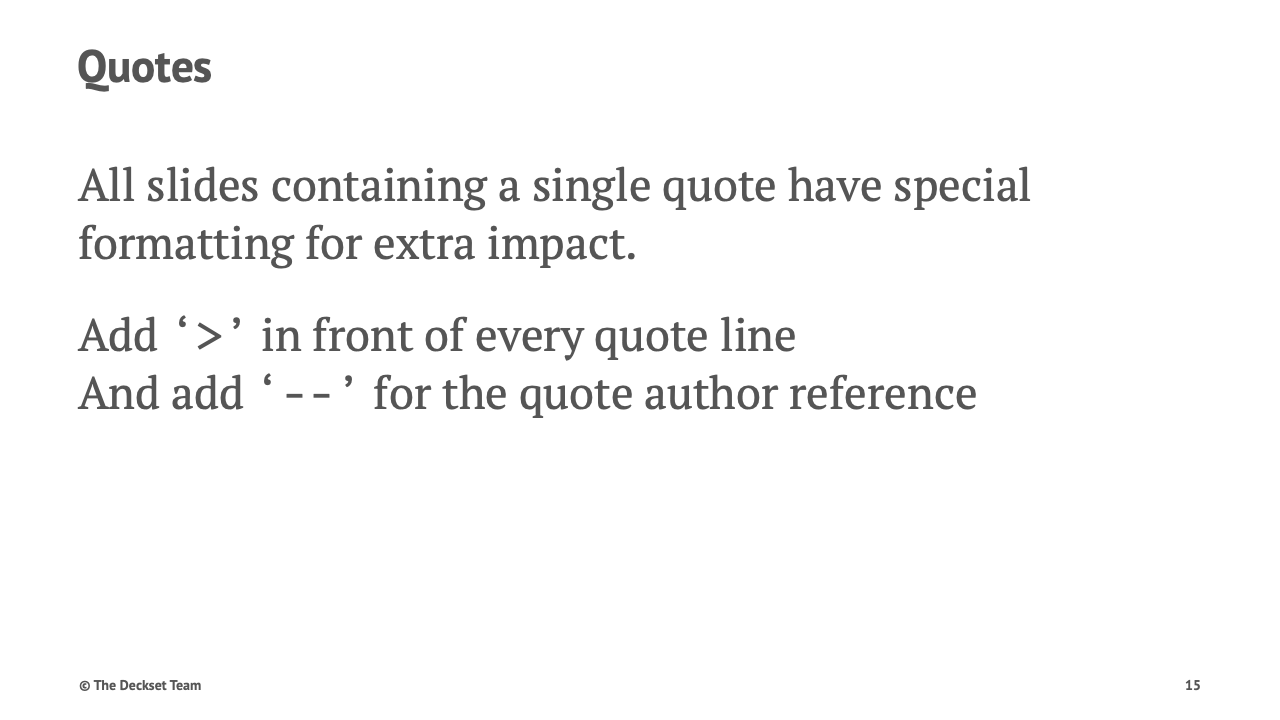 Quotes
All slides containing a single quote have special
formatting for extra impact.
Add ‘>’ in front of every quote line
And add ‘--’ for the quote author reference
© The Deckset Team
15